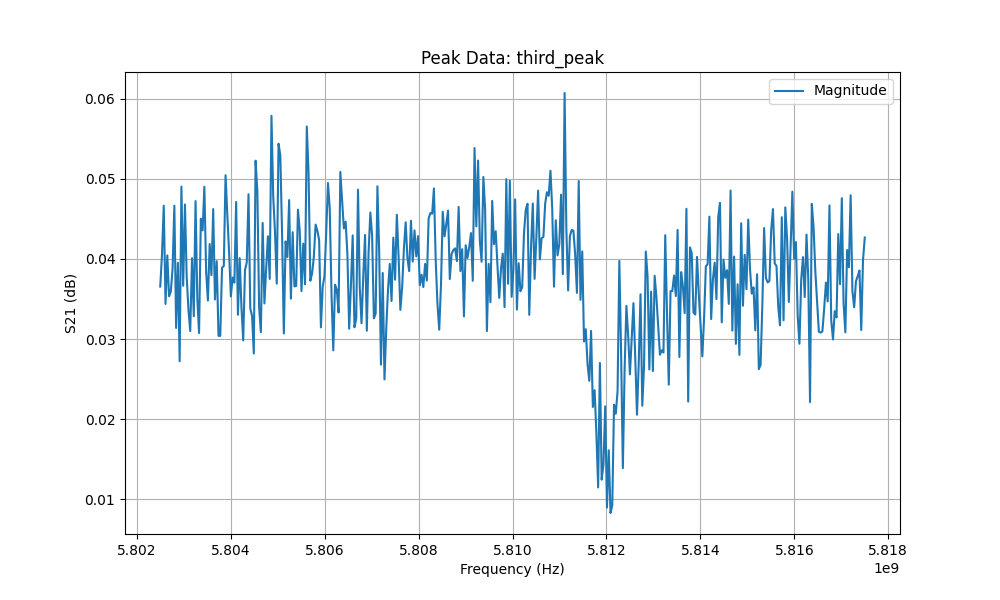 Peak Data: third_peak
Magnitude
S21 (dB)
0.06
0.05
0.04
0.03
0.02
0.01
5.802 5.804 5.806 5.808 5.810 5.812 5.814 5.816 5.818
1e9
Frequency (Hz)